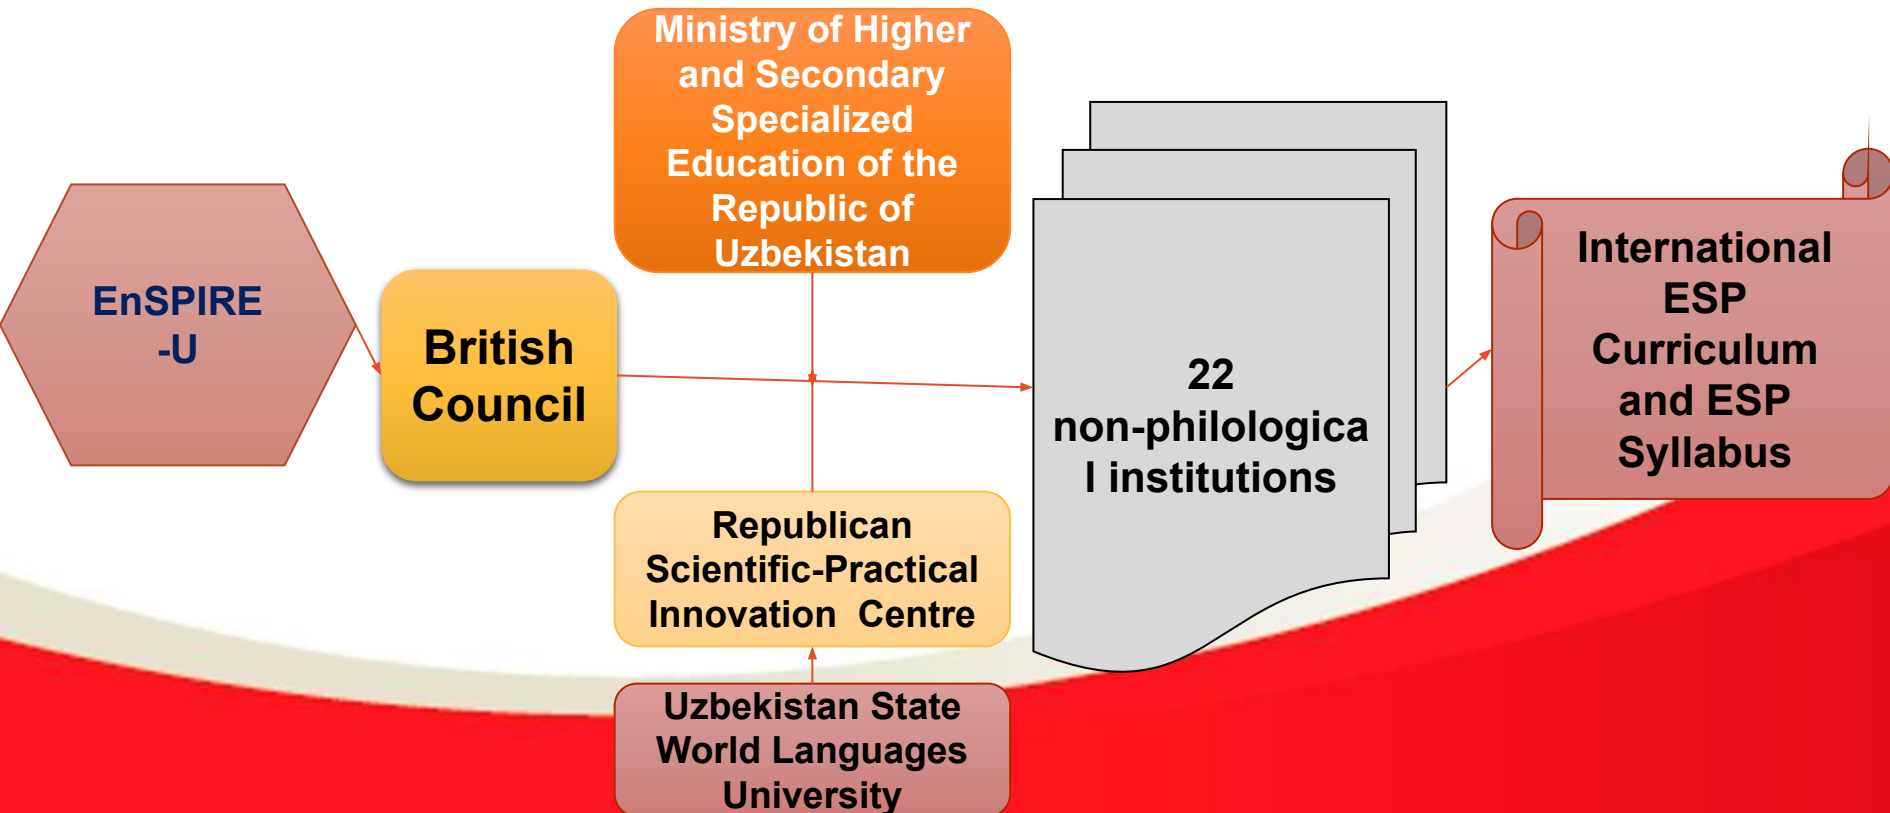 Ministry of Higher
and Secondary
Specialized
Education of the
Republic of
Uzbekistan
EnSPIRE
-U
British
Council
22
non-philologica
l institutions
International
ESP
Curriculum
and ESP
Syllabus
Republican
Scientific-Practical
Innovation  Centre
Uzbekistan State
World Languages
University